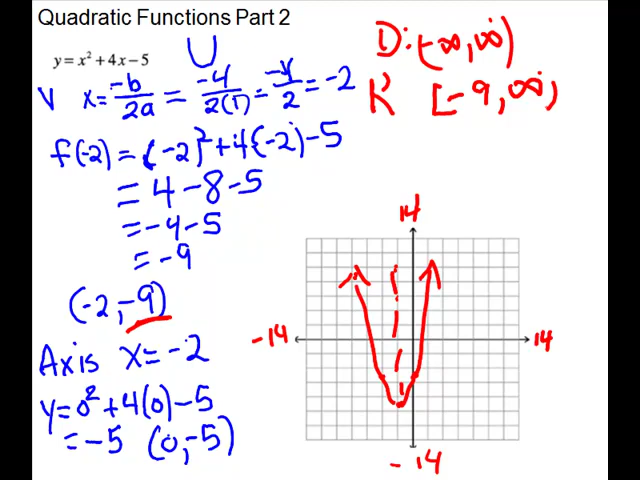 Quadratic Functions Part 2
y = x² + 4x − 5
U
D: (-∞, ∞)
R [-9, ∞)
V x = -b/2a = -4/2(1) = -4/2 = -2
f(-2) = (-2)² + 4(-2) - 5
= 4 - 8 - 5
= -4 - 5
= -9
(-2, -9)
Axis x = -2
y = 0² + 4(0) - 5
= -5 (0, -5)
14
-14
14
-14